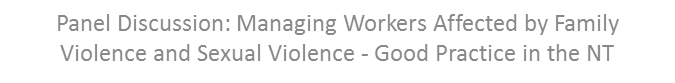 Panel Discussion: Managing Workers Affected by Family
Violence and Sexual Violence - Good Practice in the NT